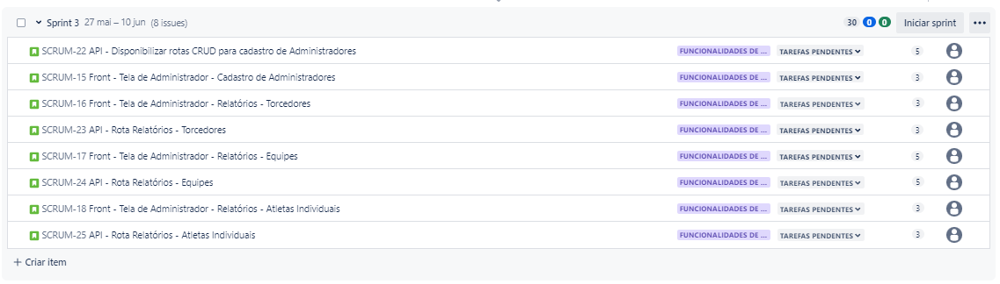 Sprint 3 27 mai – 10 jun (8 issues) 30 0 0 Iniciar sprint
SCRUM-22 API - Disponibilizar rotas CRUD para cadastro de Administradores FUNCIONALIDADES DE ... TAREFAS PENDENTES 5
SCRUM-15 Front - Tela de Administrador - Cadastro de Administradores FUNCIONALIDADES DE ... TAREFAS PENDENTES 3
SCRUM-16 Front - Tela de Administrador - Relatórios - Torcedores FUNCIONALIDADES DE ... TAREFAS PENDENTES 3
SCRUM-23 API - Rota Relatórios - Torcedores FUNCIONALIDADES DE ... TAREFAS PENDENTES 3
SCRUM-17 Front - Tela de Administrador - Relatórios - Equipes FUNCIONALIDADES DE ... TAREFAS PENDENTES 5
SCRUM-24 API - Rota Relatórios - Equipes FUNCIONALIDADES DE ... TAREFAS PENDENTES 5
SCRUM-18 Front - Tela de Administrador - Relatórios - Atletas Individuais FUNCIONALIDADES DE ... TAREFAS PENDENTES 3
SCRUM-25 API - Rota Relatórios - Atletas Individuais FUNCIONALIDADES DE ... TAREFAS PENDENTES 3
+ Criar item